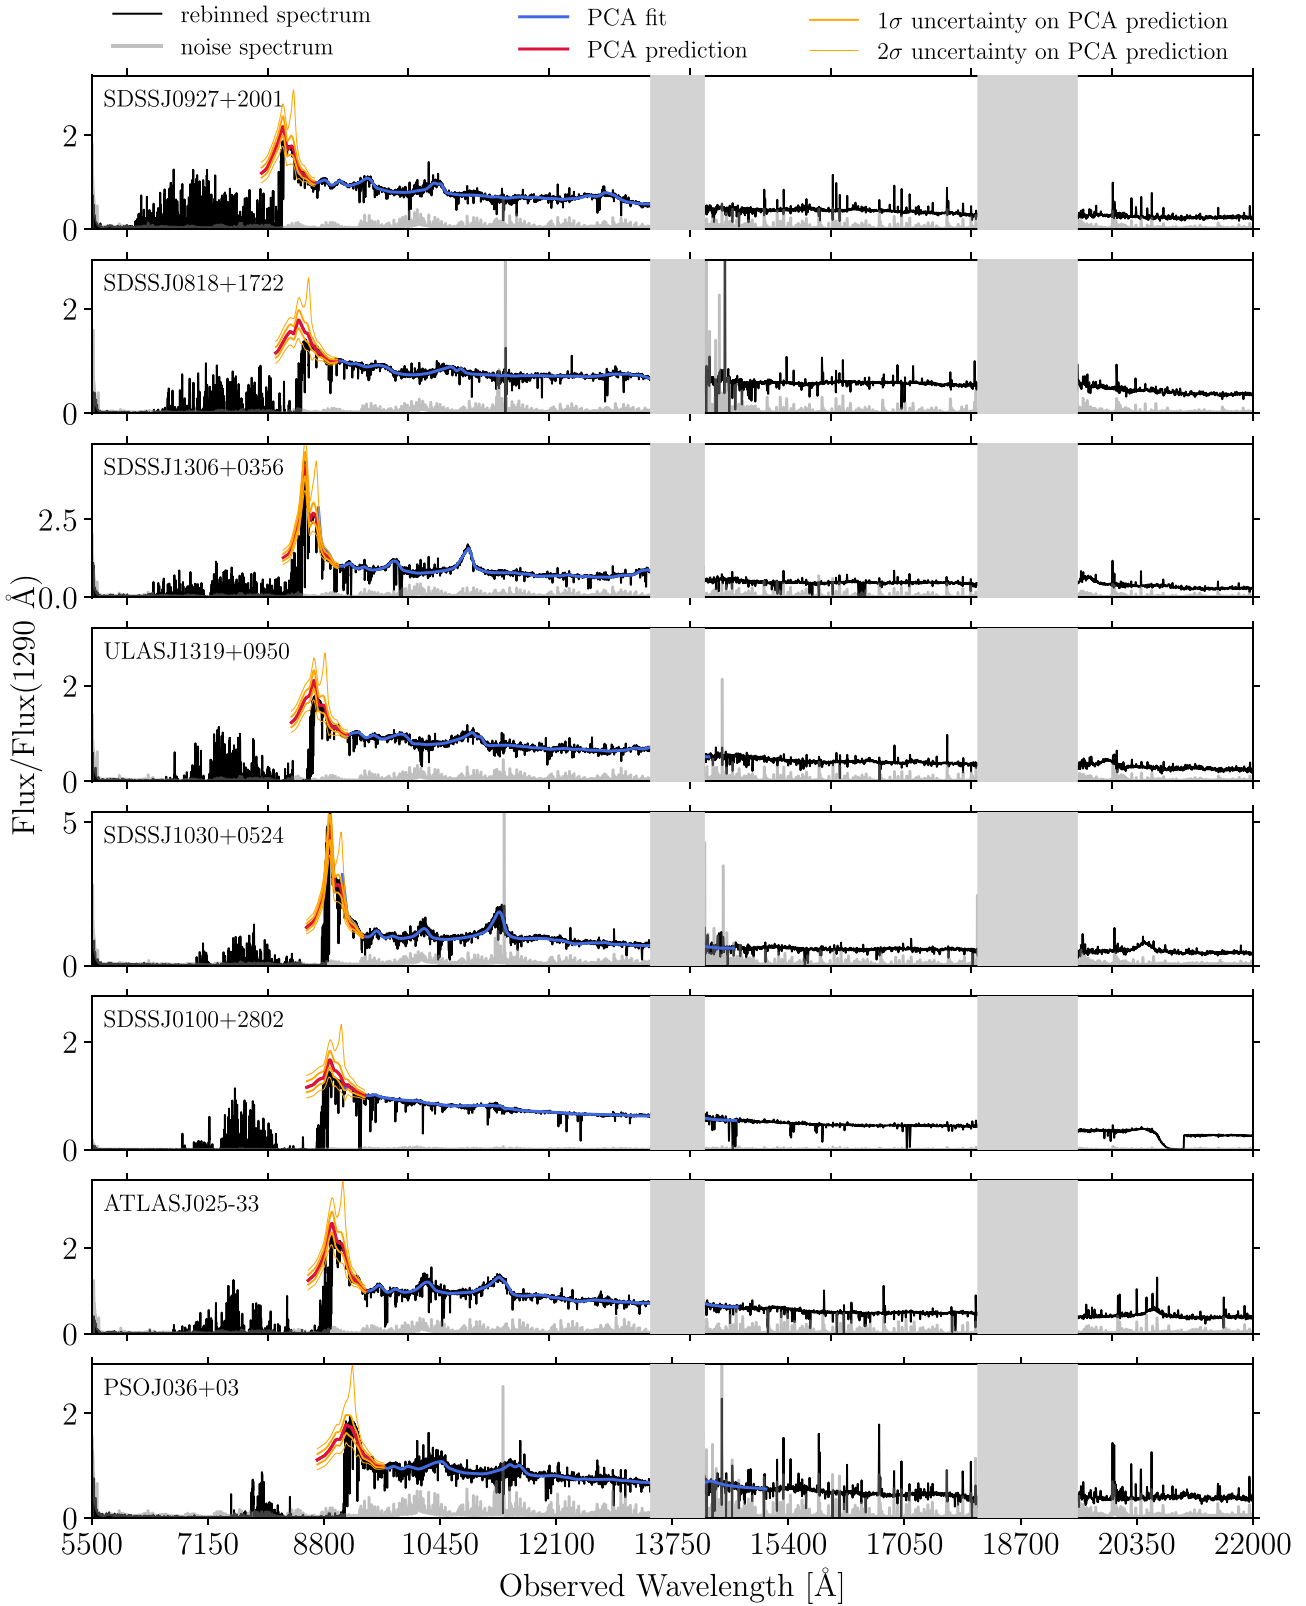 rebinned spectrum
noise spectrum
PCA fit
PCA prediction
1σ uncertainty on PCA prediction
2σ uncertainty on PCA prediction
Flux/Flux(1290 Å)
SDSSJ0927+2001
2
0
SDSSJ0818+1722
2
0
SDSSJ1306+0356
2.5
0.0
ULASJ1319+0950
2
0
SDSSJ1030+0524
5
0
SDSSJ0100+2802
2
0
ATLASJ025-33
2
0
PSOJ036+03
2
0
5500 7150 8800 10450 12100 13750 15400 17050 18700 20350 22000
Observed Wavelength [Å]